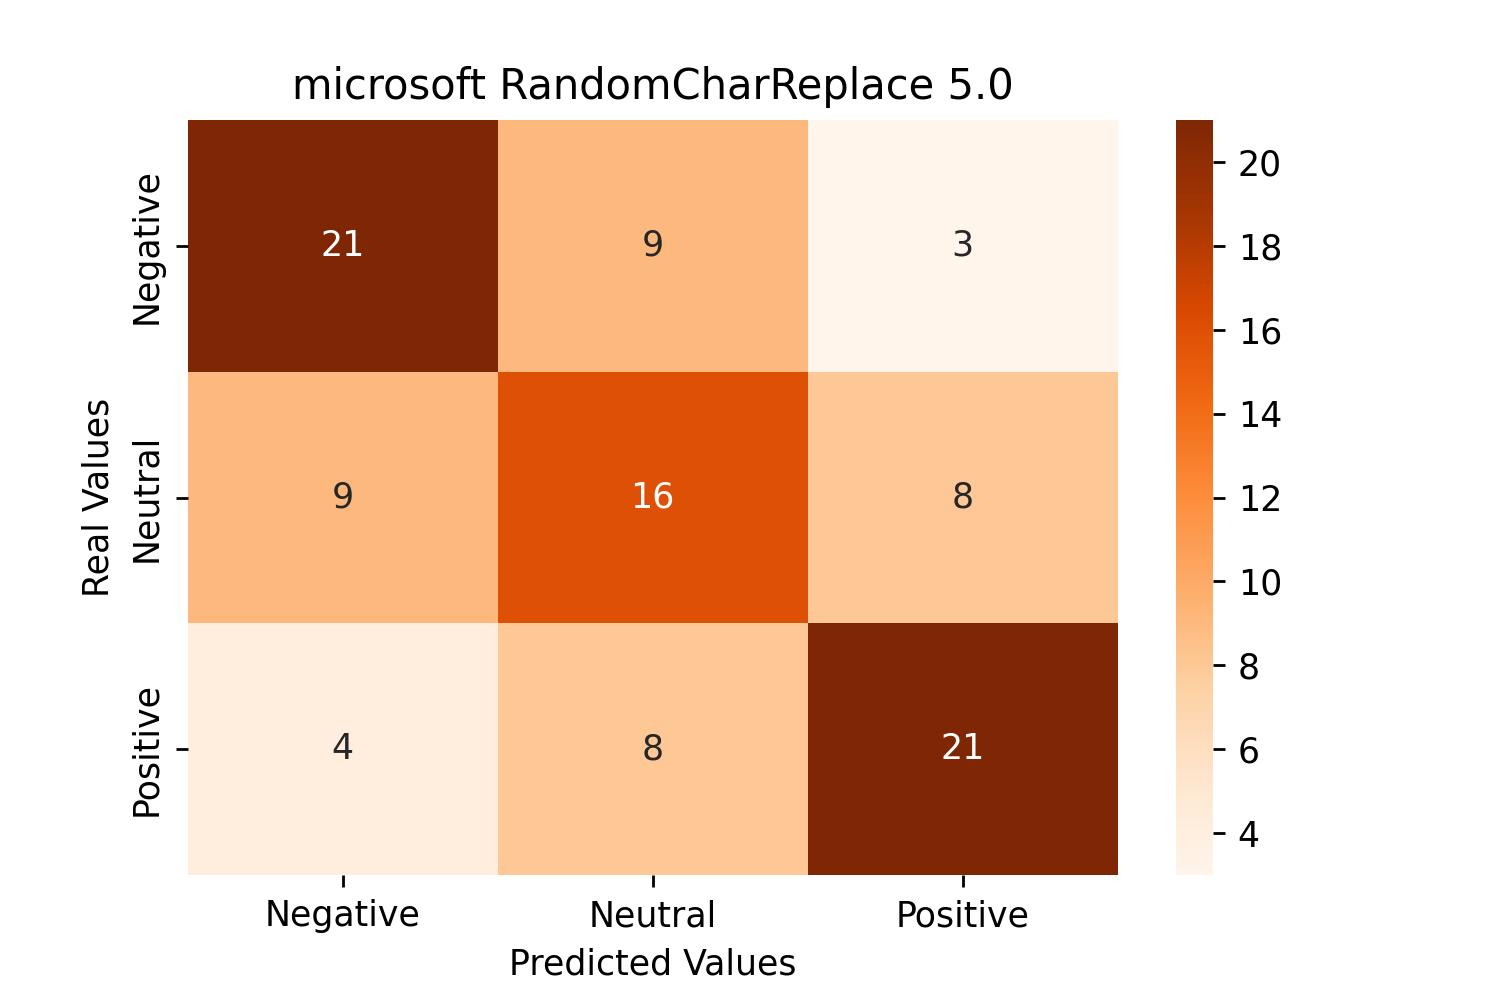 microsoft RandomCharReplace 5.0
Real Values
Negative
21
9
3
Neutral
9
16
8
Positive
4
8
21
Negative
Neutral
Positive
Predicted Values
20
18
16
14
12
10
8
6
4